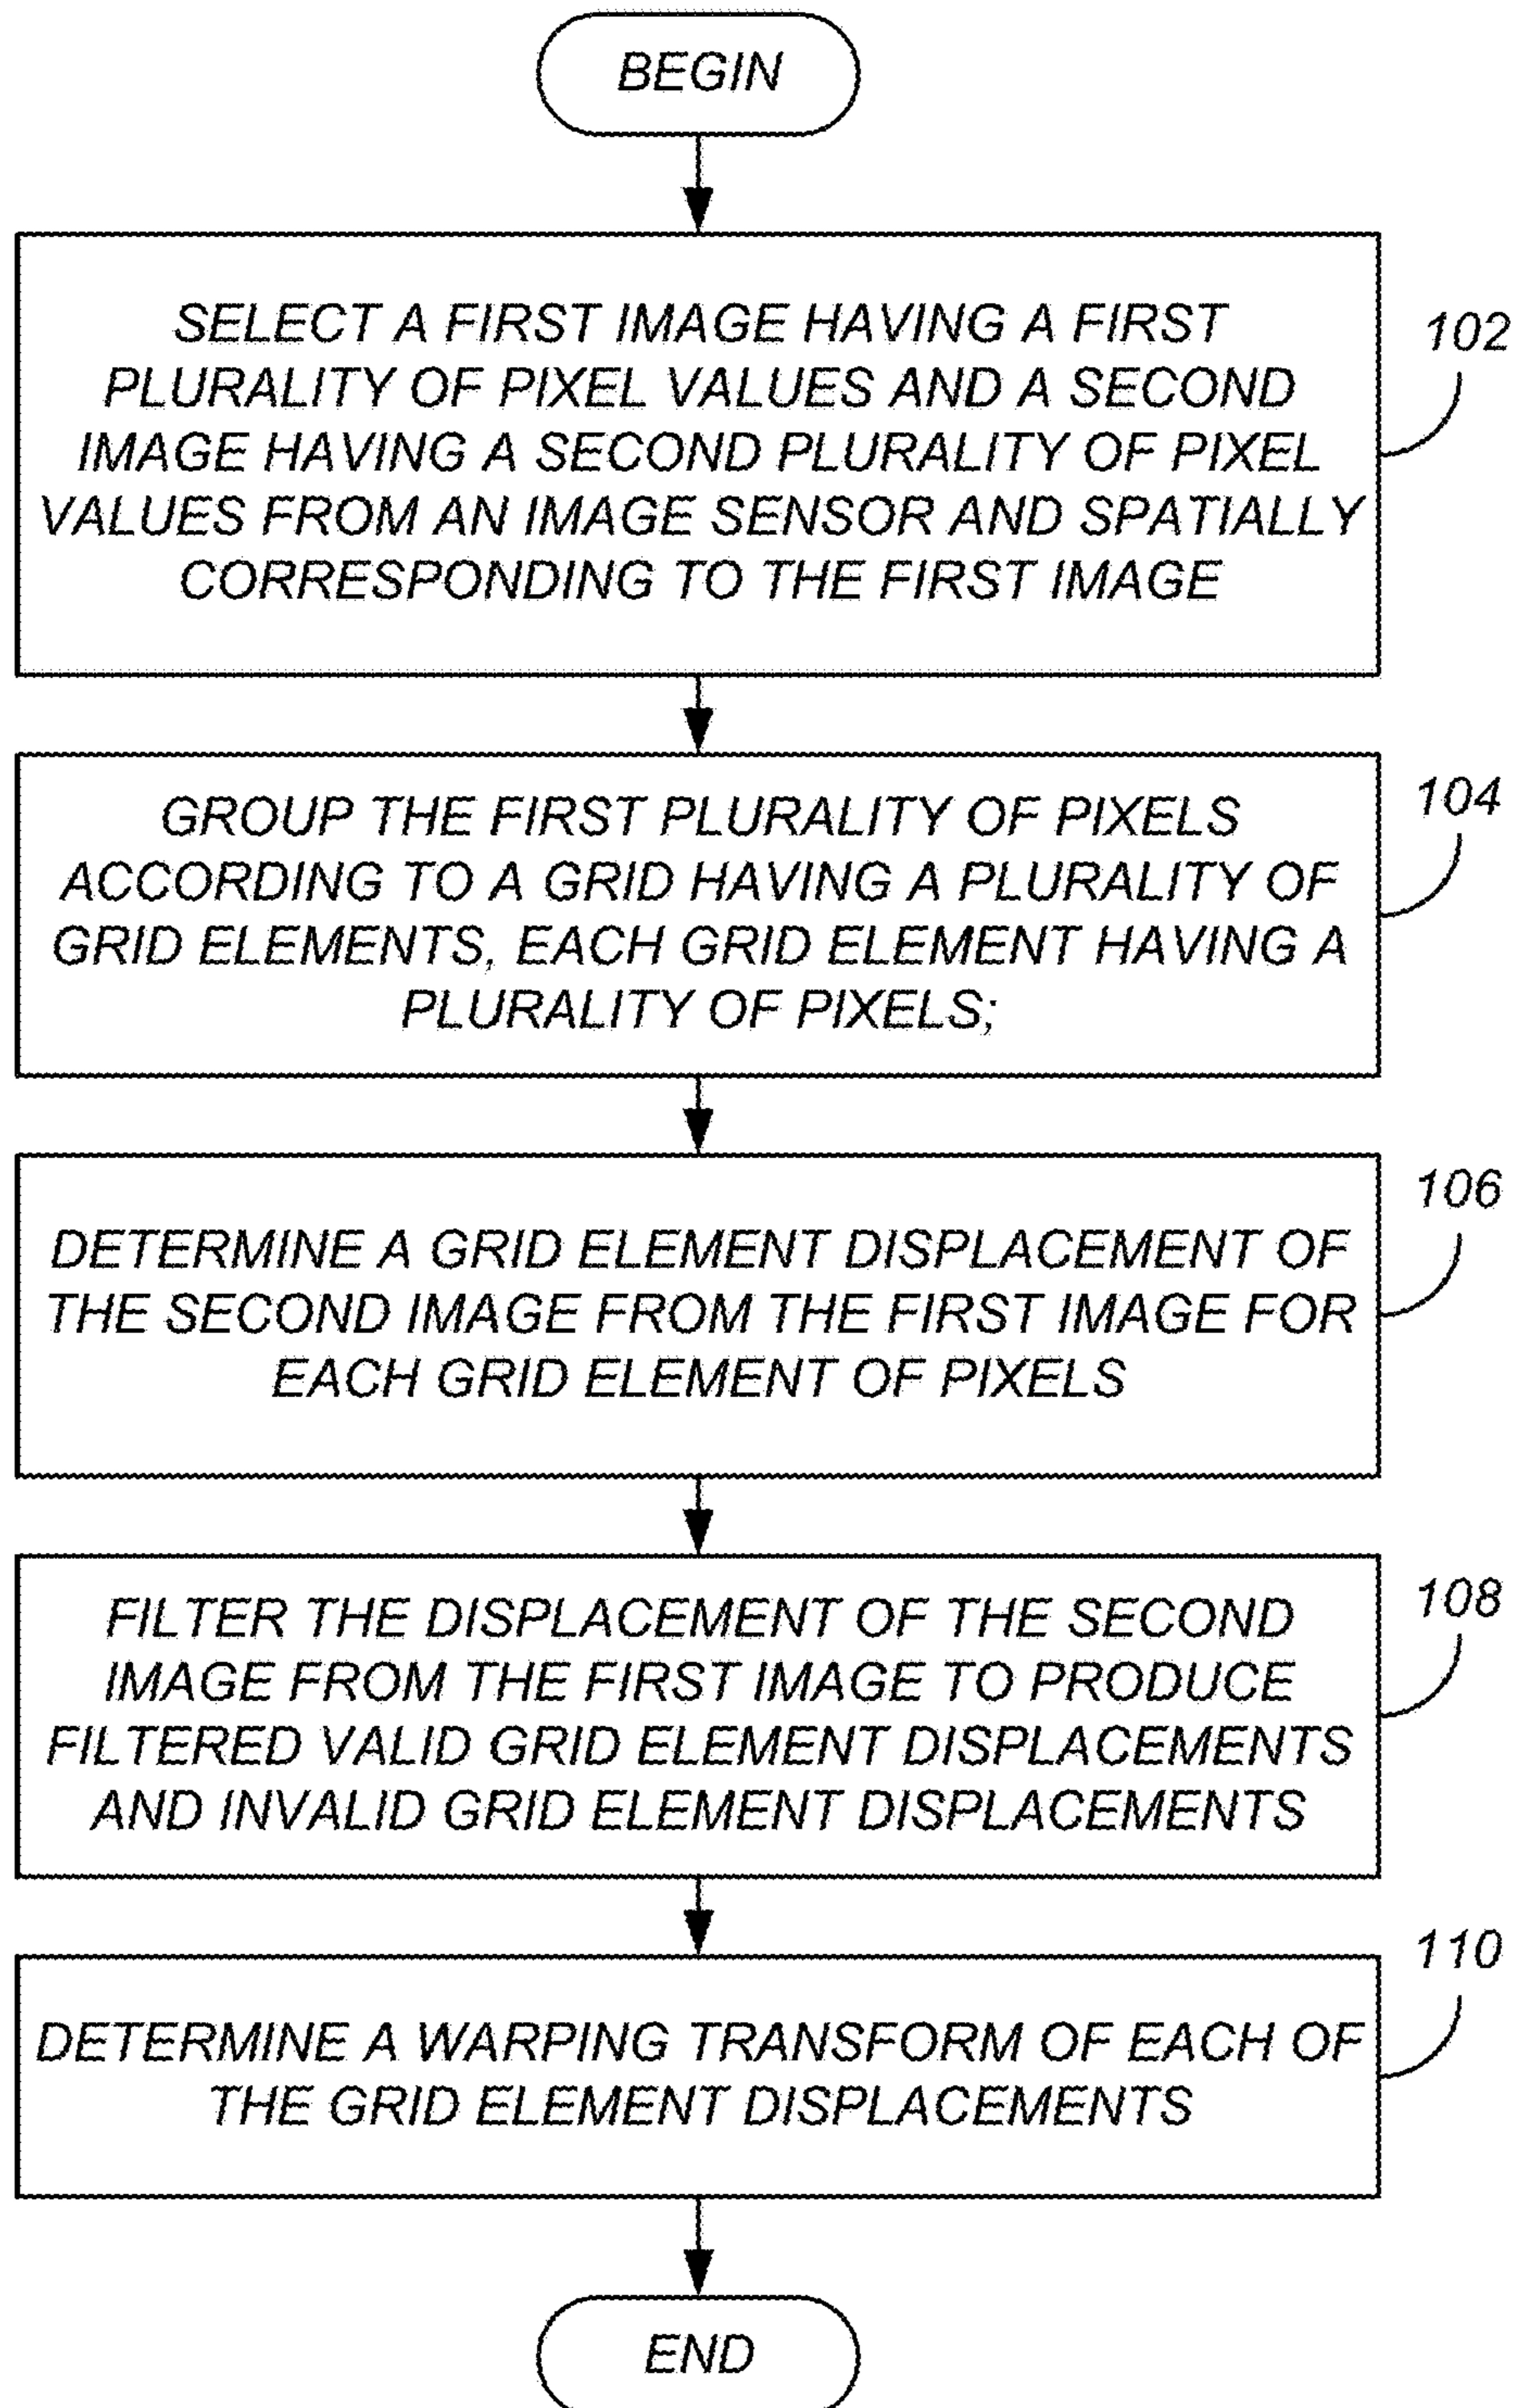 BEGIN
SELECT A FIRST IMAGE HAVING A FIRST
PLURALITY OF PIXEL VALUES AND A SECOND
IMAGE HAVING A SECOND PLURALITY OF PIXEL
VALUES FROM AN IMAGE SENSOR AND SPATIALLY
CORRESPONDING TO THE FIRST IMAGE
102
GROUP THE FIRST PLURALITY OF PIXELS
ACCORDING TO A GRID HAVING A PLURALITY OF
GRID ELEMENTS, EACH GRID ELEMENT HAVING A
PLURALITY OF PIXELS;
104
DETERMINE A GRID ELEMENT DISPLACEMENT OF
THE SECOND IMAGE FROM THE FIRST IMAGE FOR
EACH GRID ELEMENT OF PIXELS
106
FILTER THE DISPLACEMENT OF THE SECOND
IMAGE FROM THE FIRST IMAGE TO PRODUCE
FILTERED VALID GRID ELEMENT DISPLACEMENTS
AND INVALID GRID ELEMENT DISPLACEMENTS
108
DETERMINE A WARPING TRANSFORM OF EACH OF
THE GRID ELEMENT DISPLACEMENTS
110
END